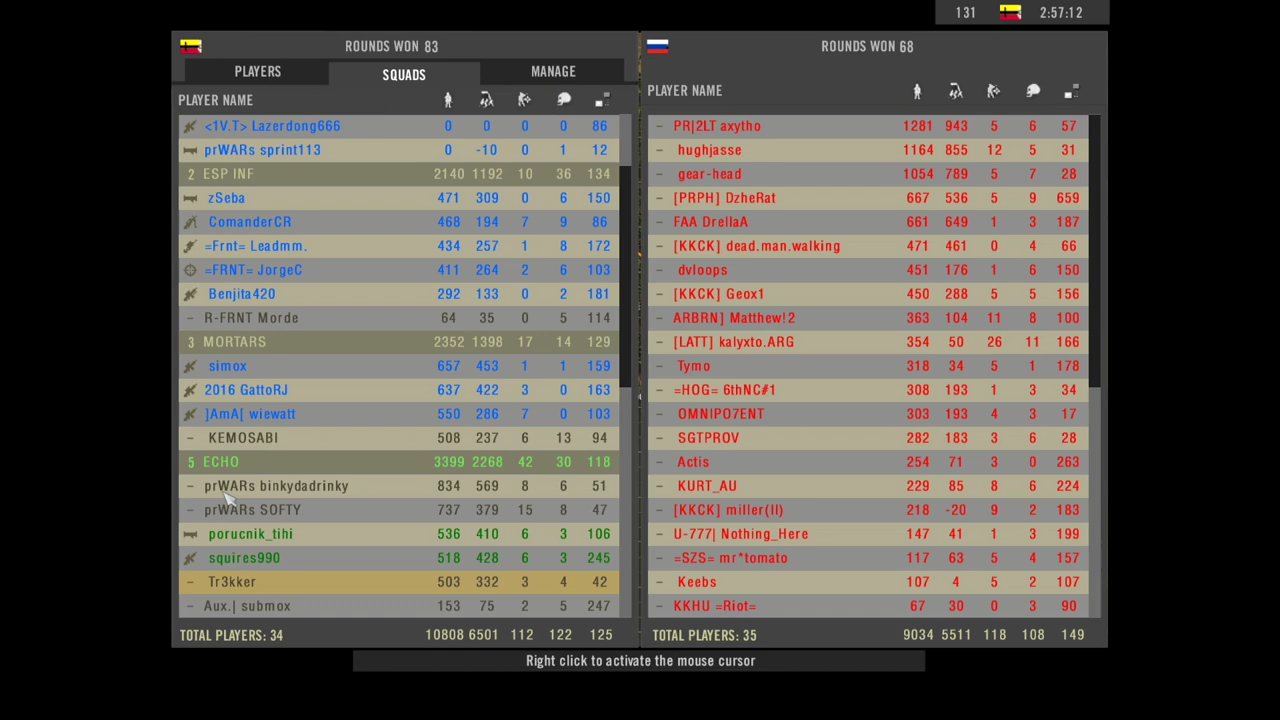 131 2:57:12
ROUNDS WON 83
PLAYERS SQUADS MANAGE
PLAYER NAME
<1V.T> Lazerdong666 0 0 0 0 86
prWARs sprint113 0 -10 0 1 12
2 ESP INF 2140 1192 10 36 134
zSeba 471 309 0 6 150
ComanderCR 468 194 7 9 86
=Frnt= Leadmm. 434 257 1 8 172
=FRNT= JorgeC 411 264 2 6 103
Benjita420 292 133 0 2 181
- R-FRNT Morde 64 35 0 5 114
3 MORTARS 2352 1398 17 14 129
simox 657 453 1 1 159
2016 GattoRJ 637 422 3 0 163
]AmA[ wiewatt 550 286 7 0 103
- KEMOSABI 508 237 6 13 94
5 ECHO 3399 2268 42 30 118
- prWARs binkydadrinky 834 569 8 6 51
- prWARs SOFTY 737 379 15 8 47
porucnik_tihi 536 410 6 3 106
squires990 518 428 6 3 245
- Tr3kker 503 332 3 4 42
- Aux.| submox 153 75 2 5 247
TOTAL PLAYERS: 34 10808 6501 112 122 125
ROUNDS WON 68
PLAYER NAME
- PR|2LT axytho 1281 943 5 6 57
- hughjasse 1164 855 12 5 31
- gear-head 1054 789 5 7 28
- [PRPH] DzheRat 667 536 5 9 659
- FAA DrellaA 661 649 1 3 187
- [KKCK] dead.man.walking 471 461 0 4 66
- dvloops 451 176 1 6 150
- [KKCK] Geox1 450 288 5 5 156
- ARBRN] Matthew!2 363 104 11 8 100
- [LATT] kalyxto.ARG 354 50 26 11 166
- Tymo 318 34 5 1 178
- =HOG= 6thNC#1 308 193 1 3 34
- OMNIPO7ENT 303 193 4 3 17
- SGTPROV 282 183 3 6 28
- Actis 254 71 3 0 263
- KURT_AU 229 85 8 6 224
- [KKCK] miller(II) 218 -20 9 2 183
- U-777| Nothing_Here 147 41 1 3 199
- =SZS= mr*tomato 117 63 5 4 157
- Keebs 107 4 5 2 107
- KKHU =Riot= 67 30 0 3 90
TOTAL PLAYERS: 35 9034 5511 118 108 149
Right click to activate the mouse cursor